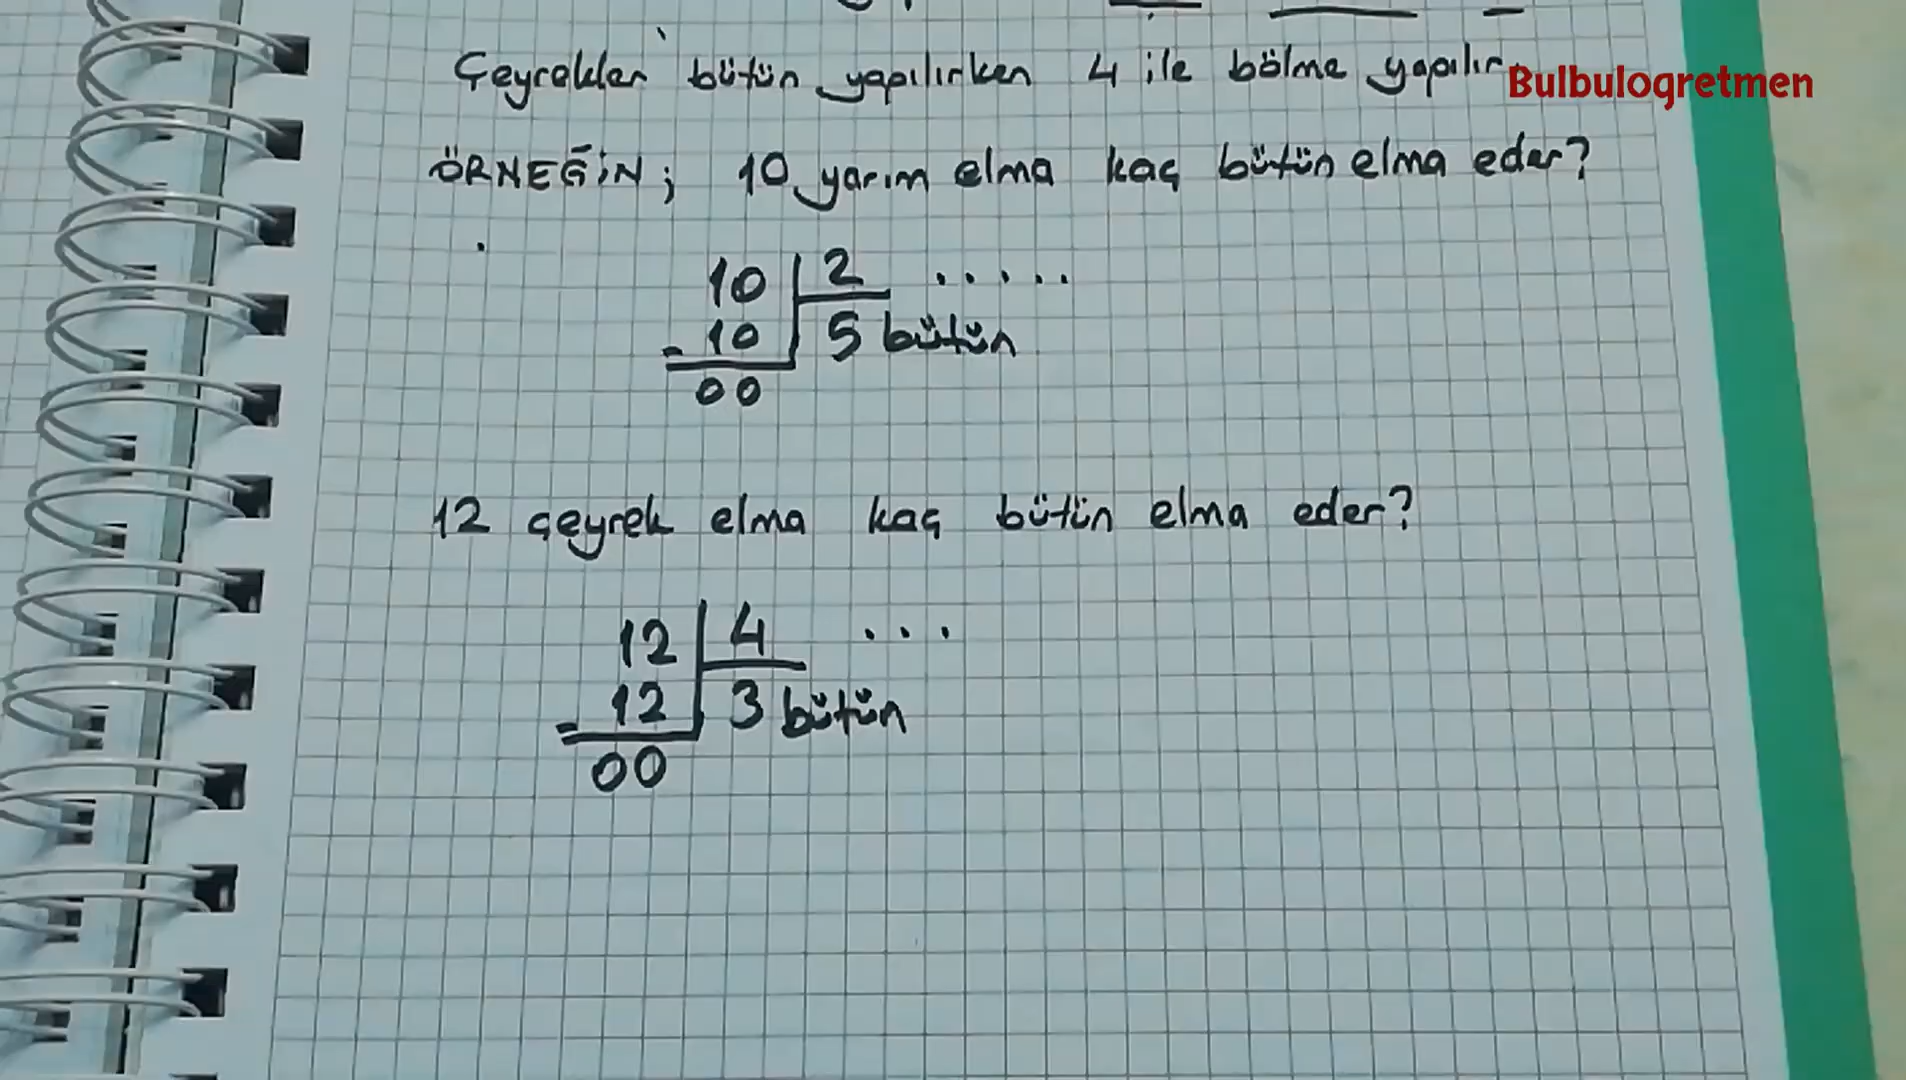 Çeyrekler bütün yapılırken 4 ile bölme yapılır.
Bulbulogretmen
ÖRNEĞİN; 10 yarım elma kaç bütün elma eder?
10 2 .....
- 10 5 bütün
00
12 çeyrek elma kaç bütün elma eder?
12 4 ...
- 12 3 bütün
00